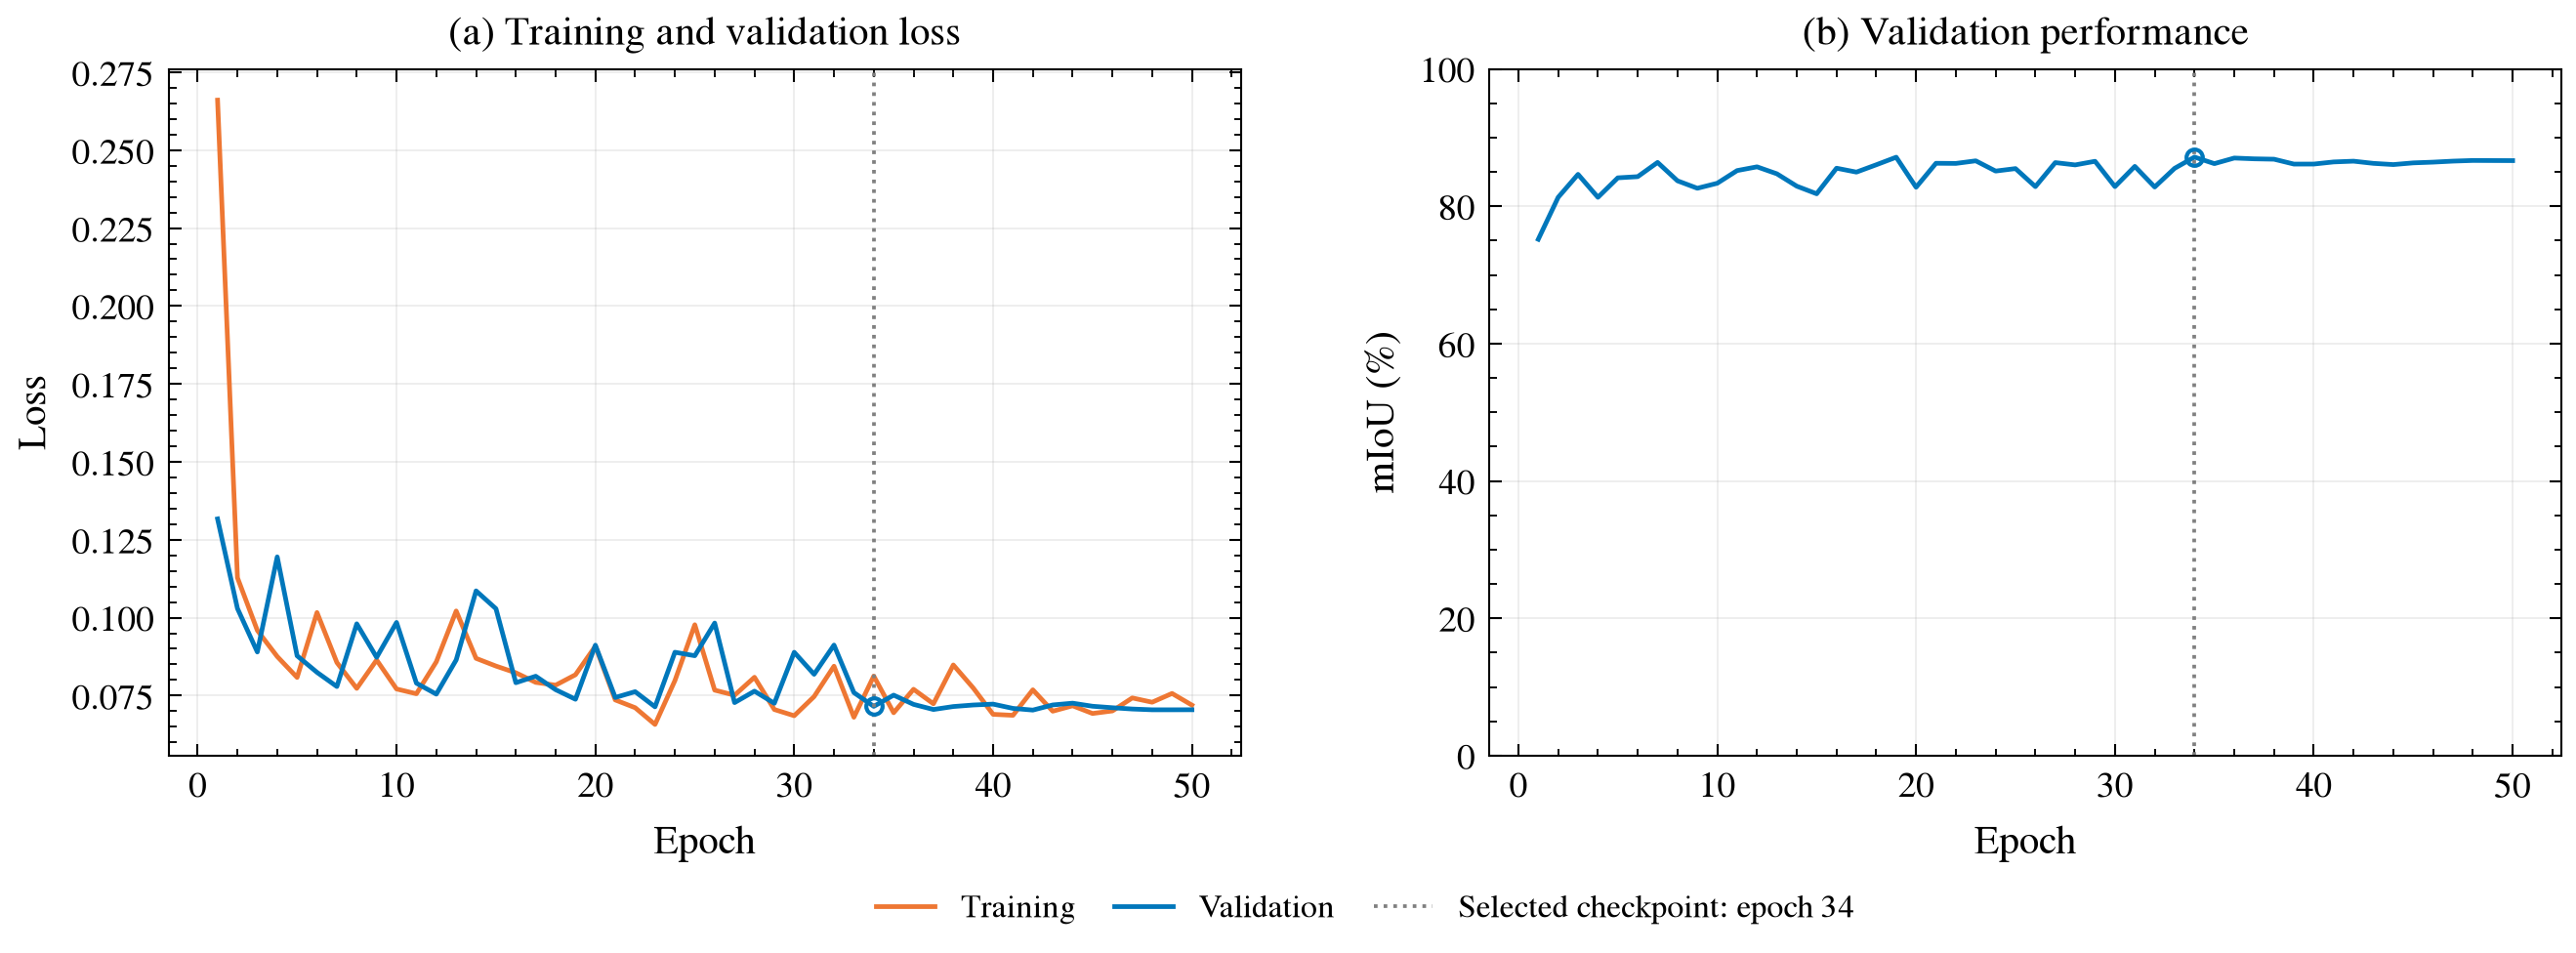 (a) Training and validation loss
0.275
0.250
0.225
0.200
0.175
0.150
0.125
0.100
0.075
Loss
0 10 20 30 40 50
Epoch
(b) Validation performance
100
80
60
40
20
0
mIoU (%)
0 10 20 30 40 50
Epoch
Training Validation Selected checkpoint: epoch 34